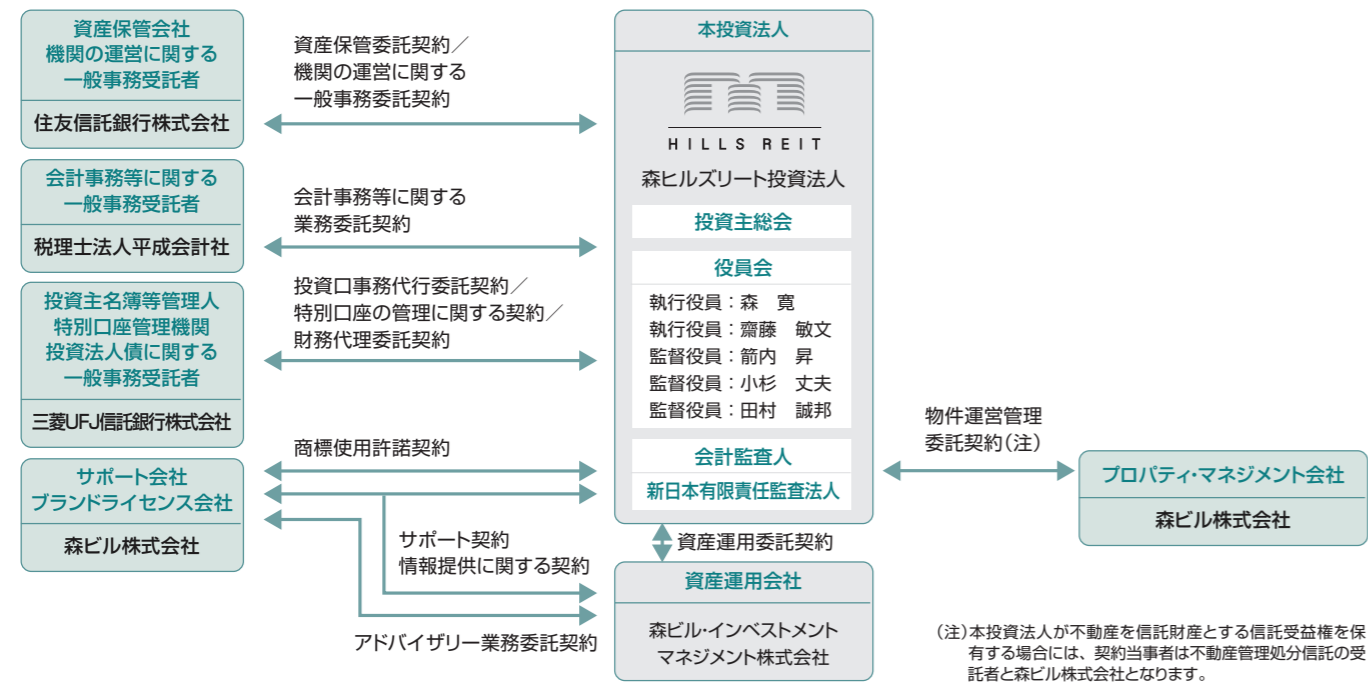 資産保管会社
機関の運営に関する
一般事務受託者
住友信託銀行株式会社
資産保管委託契約／
機関の運営に関する
一般事務委託契約
会計事務等に関する
一般事務受託者
税理士法人平成会計社
会計事務等に関する
業務委託契約
投資主名簿等管理人
特別口座管理機関
投資法人債に関する
一般事務受託者
三菱UFJ信託銀行株式会社
投資口事務代行委託契約／
特別口座の管理に関する契約／
財務代理委託契約
サポート会社
ブランドライセンス会社
森ビル株式会社
商標使用許諾契約
サポート契約
情報提供に関する契約
アドバイザリー業務委託契約
本投資法人
HILLS REIT
森ヒルズリート投資法人
投資主総会
役員会
執行役員：森　寛
執行役員：齋藤　敏文
監督役員：箭内　昇
監督役員：小杉　丈夫
監督役員：田村　誠邦
会計監査人
新日本有限責任監査法人
資産運用委託契約
資産運用会社
森ビル・インベストメント
マネジメント株式会社
物件運営管理
委託契約（注）
プロパティ・マネジメント会社
森ビル株式会社
（注）本投資法人が不動産を信託財産とする信託受益権を保
有する場合には、契約当事者は不動産管理処分信託の受
託者と森ビル株式会社となります。